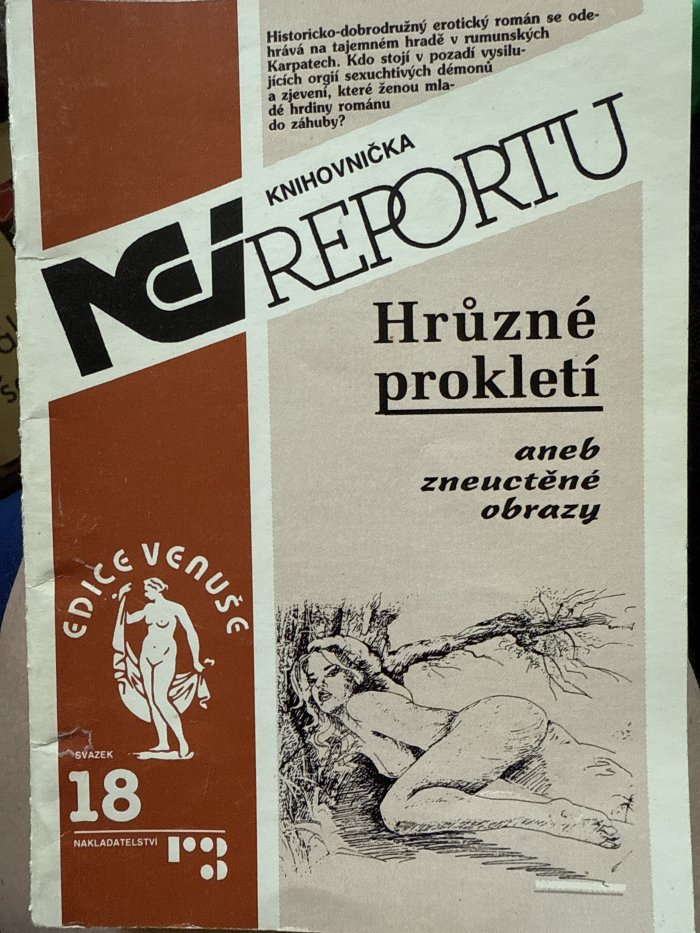 Historicko-dobrodružný erotický román se ode-
hrává na tajemném hradě v rumunských
Karpatech. Kdo stojí v pozadí vysilu-
jících orgií sexuchtivých démonů
a zjevení, které ženou mla-
dé hrdiny románu
do záhuby?
KNIHOVNIČKA
NEI REPORTU
Hrůzné
prokletí
aneb
zneuctěné
obrazy
EDICE VENUŠE
SVAZEK
18
NAKLADATELSTVÍ
r3